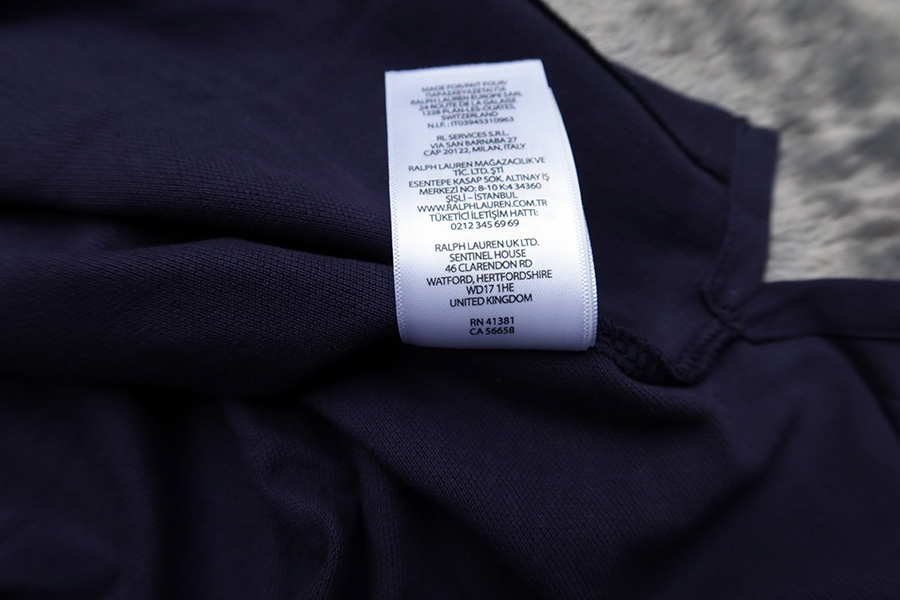 MADE FOR/FAIT POUR/
ΠΑΡΑΣΚΕΥΑΖΕΤΑΙ ΓΙΑ
RALPH LAUREN EUROPE SARL
24 ROUTE DE LA GALAISE
1228 PLAN-LES-OUATES,
SWITZERLAND
N.I.F. : IT03945310963
RL SERVICES S.R.L.
VIA SAN BARNABA 27
CAP 20122, MILAN, ITALY
RALPH LAUREN MAĞAZACILIK VE
TİC. LTD. ŞTİ
ESENTEPE KASAP SOK. ALTINAY İŞ
MERKEZİ NO: 8-10 K:4 34360
ŞİŞLİ – İSTANBUL
WWW.RALPHLAUREN.COM.TR
TÜKETİCİ İLETİŞİM HATTI:
0212 345 69 69
RALPH LAUREN UK LTD.
SENTINEL HOUSE
46 CLARENDON RD
WATFORD, HERTFORDSHIRE
WD17 1HE
UNITED KINGDOM
RN 41381
CA 56658